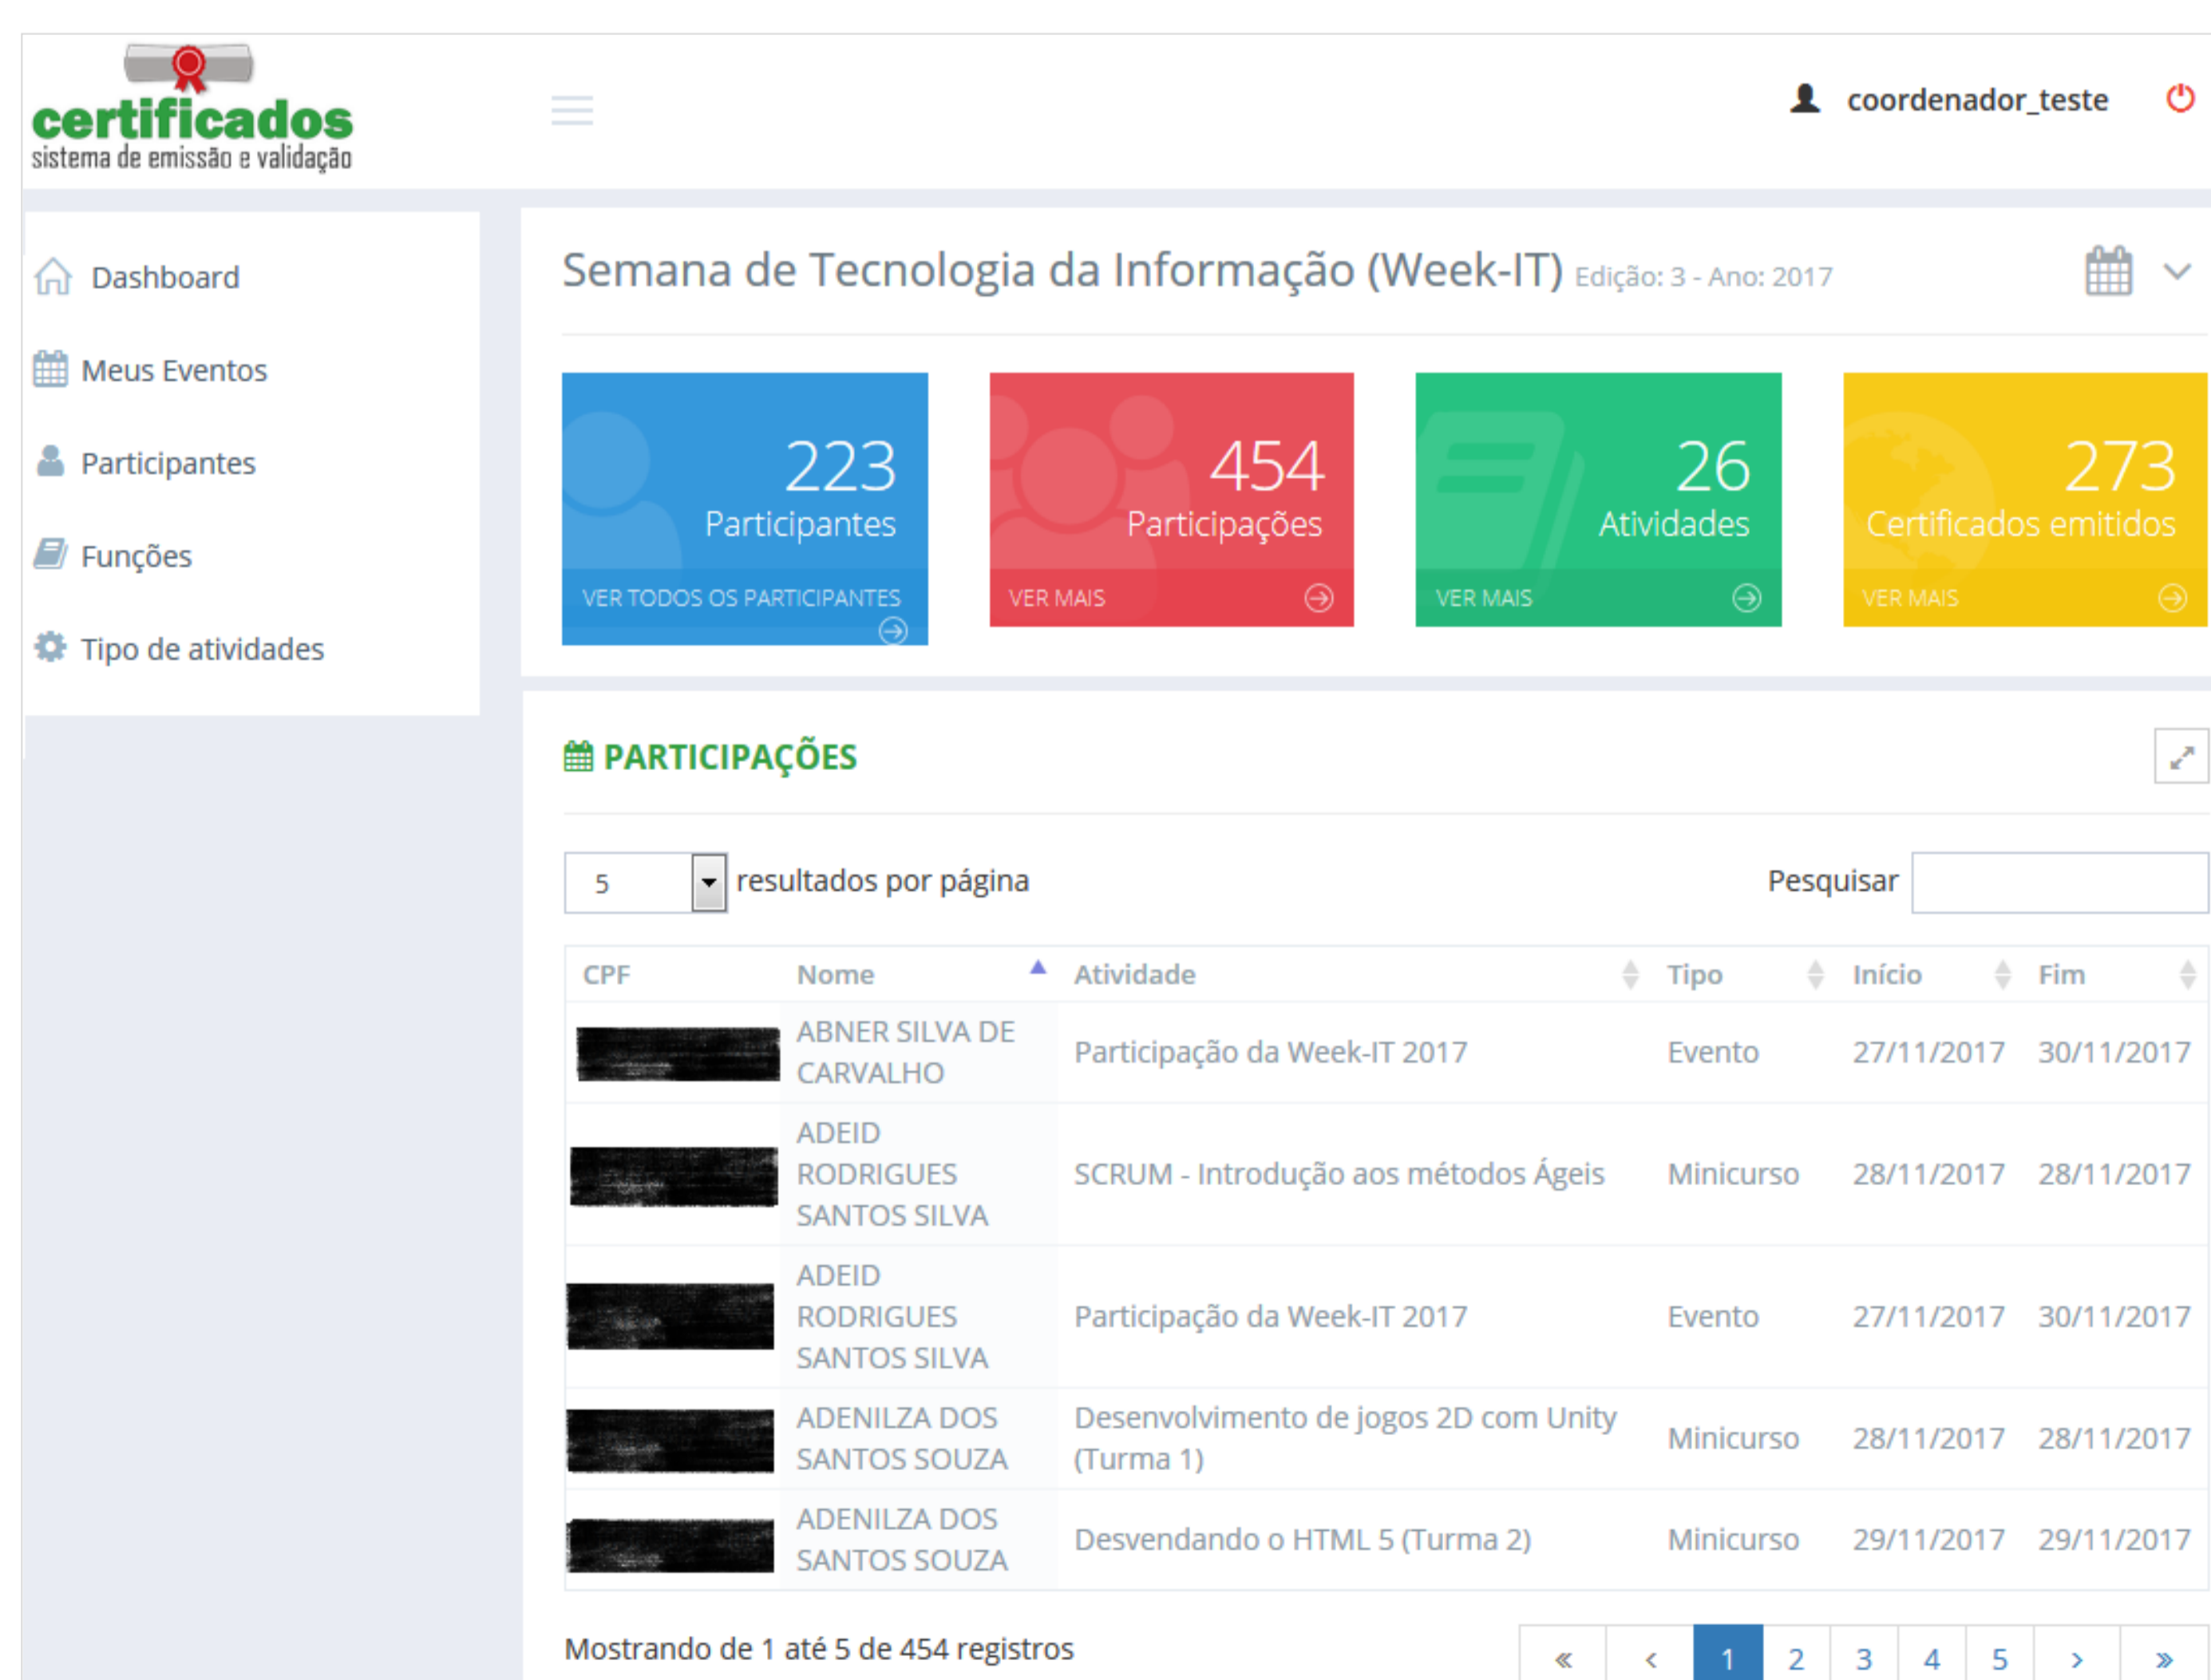 certificados
sistema de emissão e validação
coordenador_teste
Dashboard
Meus Eventos
Participantes
Funções
Tipo de atividades
Semana de Tecnologia da Informação (Week-IT) Edição: 3 - Ano: 2017
223
Participantes
VER TODOS OS PARTICIPANTES
454
Participações
VER MAIS
26
Atividades
VER MAIS
273
Certificados emitidos
VER MAIS
PARTICIPAÇÕES
5 resultados por página
Pesquisar
CPF Nome Atividade Tipo Início Fim
ABNER SILVA DE
CARVALHO
Participação da Week-IT 2017 Evento 27/11/2017 30/11/2017
ADEID
RODRIGUES
SANTOS SILVA
SCRUM - Introdução aos métodos Ágeis Minicurso 28/11/2017 28/11/2017
ADEID
RODRIGUES
SANTOS SILVA
Participação da Week-IT 2017 Evento 27/11/2017 30/11/2017
ADENILZA DOS
SANTOS SOUZA
Desenvolvimento de jogos 2D com Unity
(Turma 1)
Minicurso 28/11/2017 28/11/2017
ADENILZA DOS
SANTOS SOUZA
Desvendando o HTML 5 (Turma 2) Minicurso 29/11/2017 29/11/2017
Mostrando de 1 até 5 de 454 registros
« < 1 2 3 4 5 > »